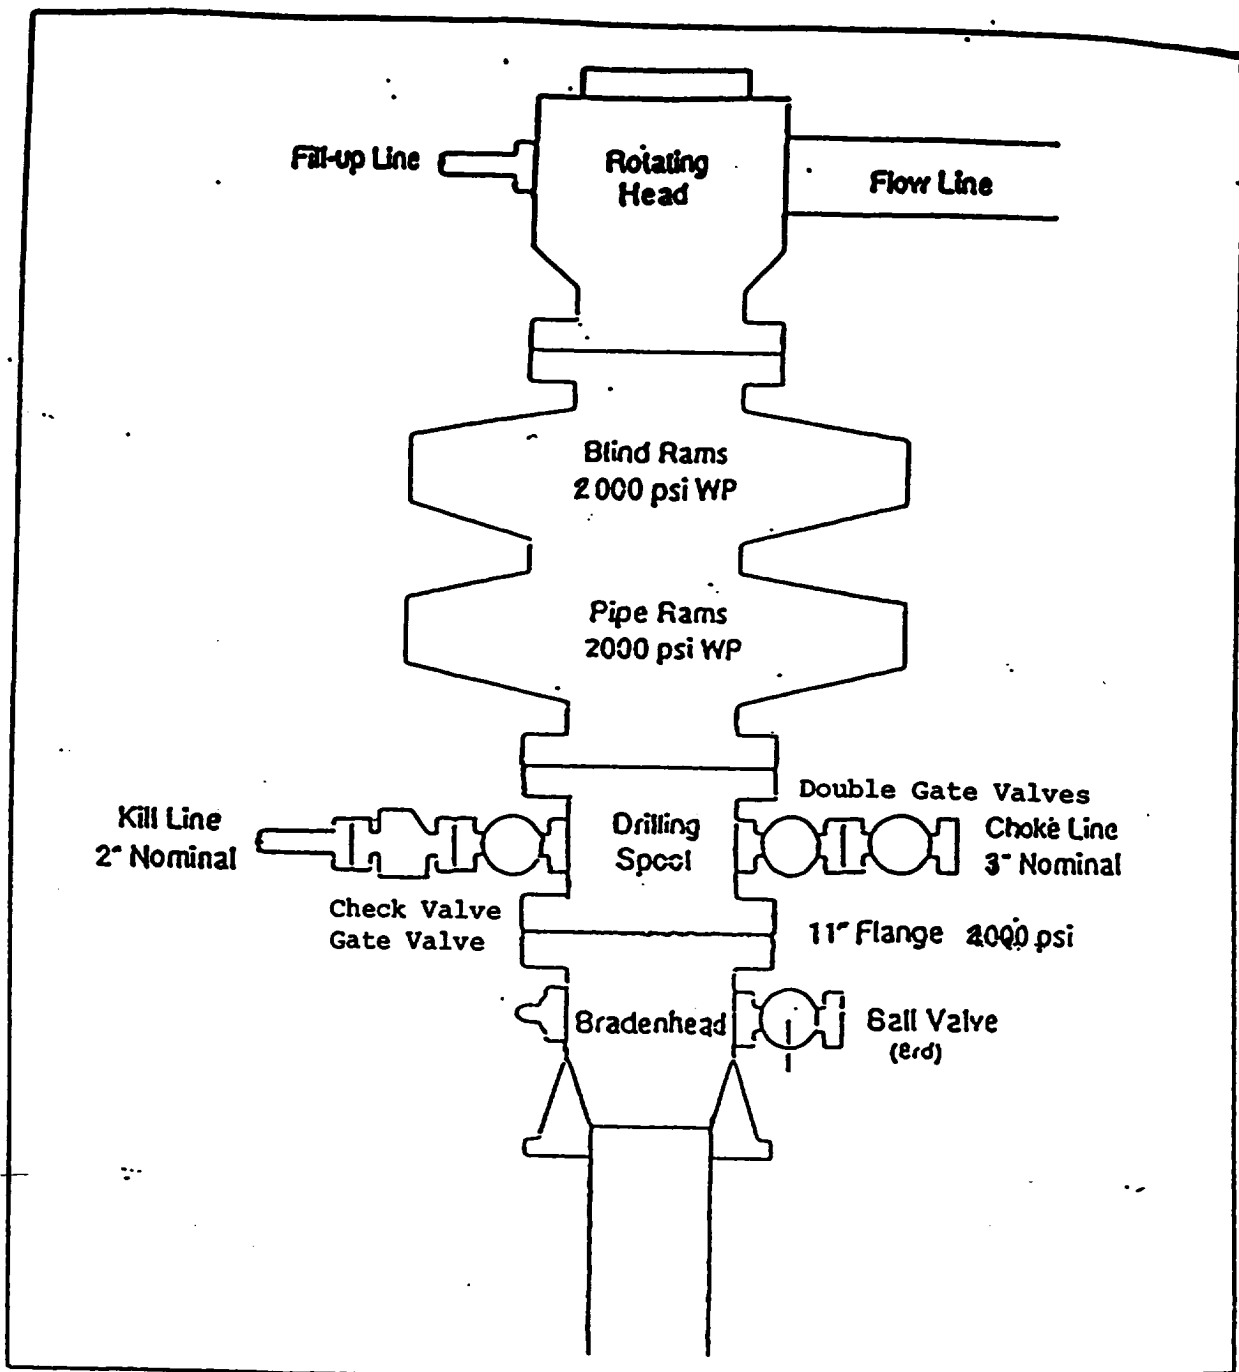 Fill-up Line
Rotating
Head
Flow Line
Blind Rams
2000 psi WP
Pipe Rams
2000 psi WP
Double Gate Valves
Kill Line
2" Nominal
Drilling
Spool
Choke Line
3" Nominal
Check Valve
Gate Valve
11" Flange 2000 psi
Bradenhead
Ball Valve